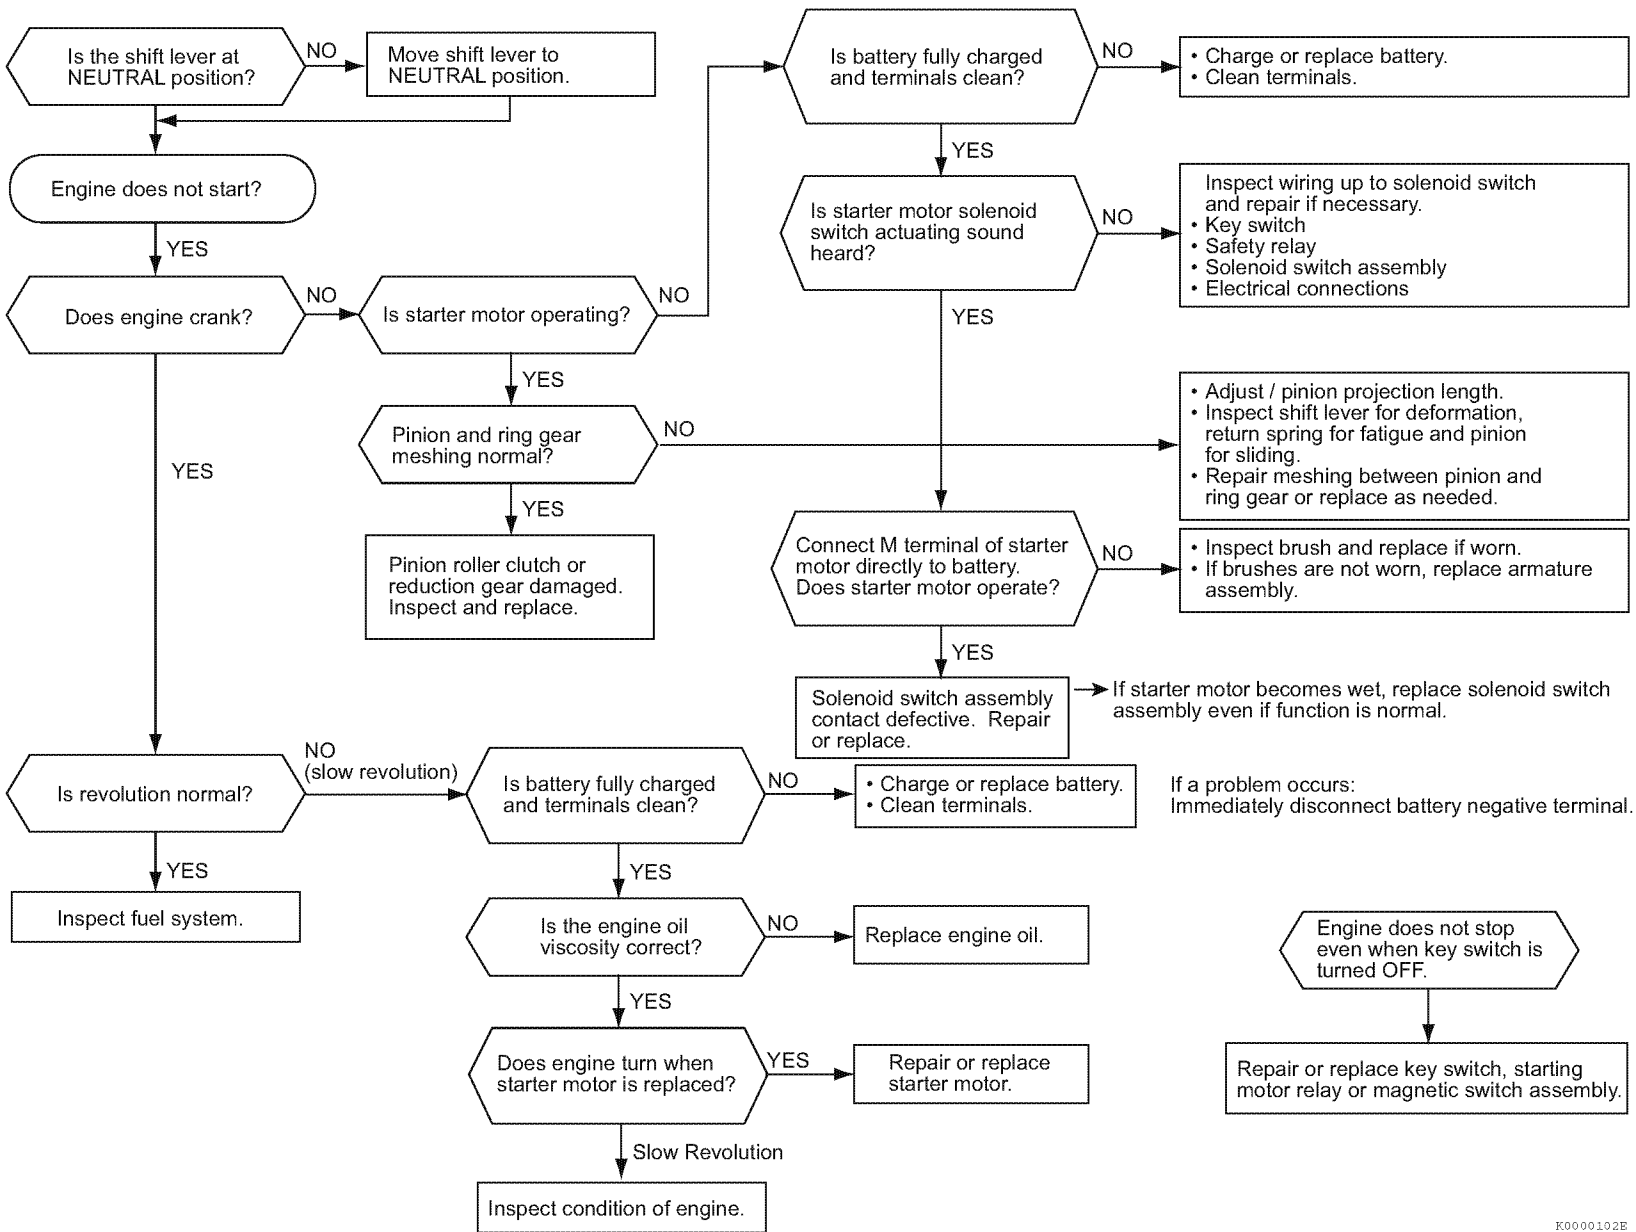 Is the shift lever at
NEUTRAL position?
NO
Move shift lever to
NEUTRAL position.
Engine does not start?
YES
Does engine crank?
NO
Is starter motor operating?
NO
Is battery fully charged
and terminals clean?
NO
• Charge or replace battery.
• Clean terminals.
YES
Is starter motor solenoid
switch actuating sound
heard?
NO
Inspect wiring up to solenoid switch
and repair if necessary.
• Key switch
• Safety relay
• Solenoid switch assembly
• Electrical connections
YES
YES
Pinion and ring gear
meshing normal?
NO
• Adjust / pinion projection length.
• Inspect shift lever for deformation,
return spring for fatigue and pinion
for sliding.
• Repair meshing between pinion and
ring gear or replace as needed.
YES
Pinion roller clutch or
reduction gear damaged.
Inspect and replace.
Connect M terminal of starter
motor directly to battery.
Does starter motor operate?
NO
• Inspect brush and replace if worn.
• If brushes are not worn, replace armature
assembly.
YES
Solenoid switch assembly
contact defective. Repair
or replace.
If starter motor becomes wet, replace solenoid switch
assembly even if function is normal.
YES
Is revolution normal?
NO
(slow revolution)
Is battery fully charged
and terminals clean?
NO
• Charge or replace battery.
• Clean terminals.
If a problem occurs:
Immediately disconnect battery negative terminal.
YES
Inspect fuel system.
YES
Is the engine oil
viscosity correct?
NO
Replace engine oil.
YES
Does engine turn when
starter motor is replaced?
YES
Repair or replace
starter motor.
Slow Revolution
Inspect condition of engine.
Engine does not stop
even when key switch is
turned OFF.
Repair or replace key switch, starting
motor relay or magnetic switch assembly.
K0000102E